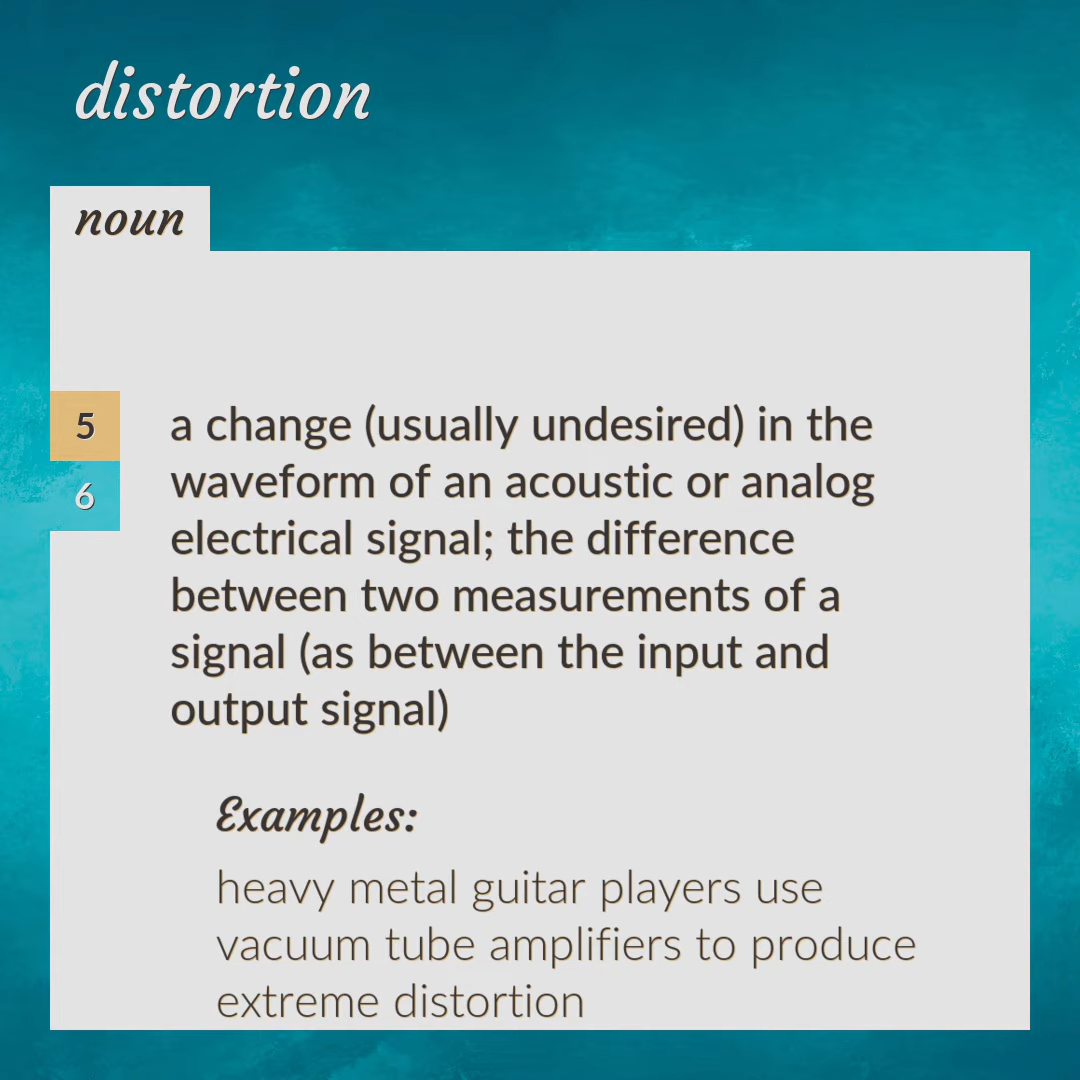 distortion
noun
5
6
a change (usually undesired) in the
waveform of an acoustic or analog
electrical signal; the difference
between two measurements of a
signal (as between the input and
output signal)
Examples:
heavy metal guitar players use
vacuum tube amplifiers to produce
extreme distortion